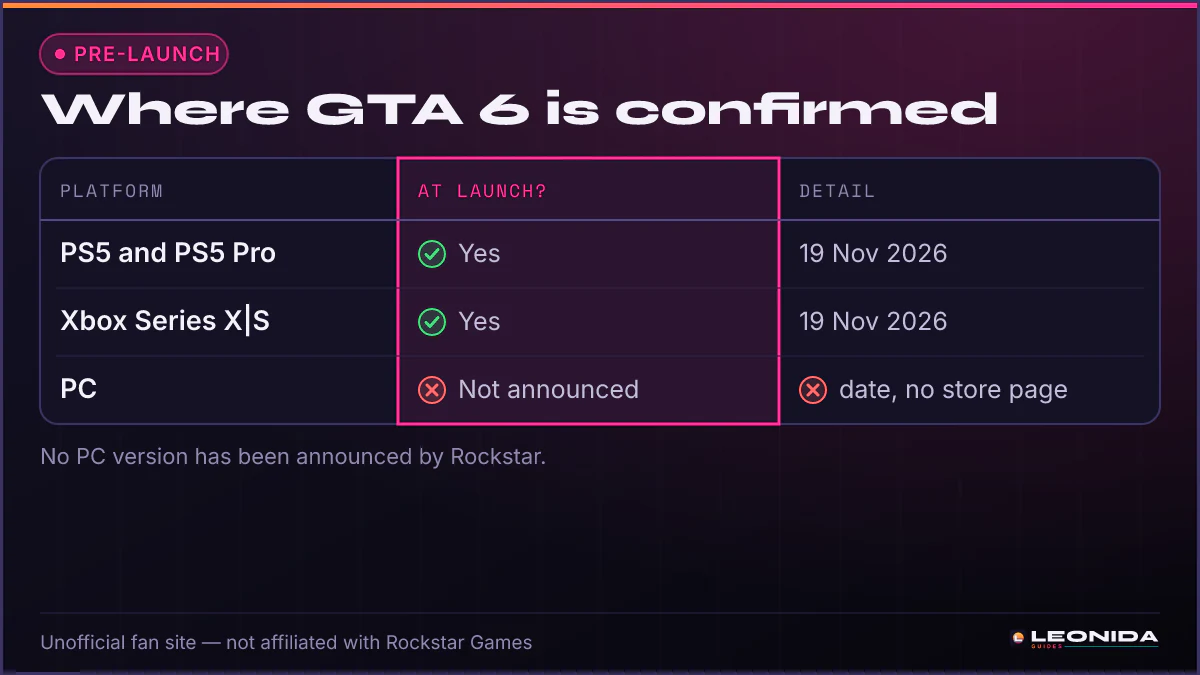 PRE-LAUNCH
Where GTA 6 is confirmed
PLATFORM AT LAUNCH? DETAIL
PS5 and PS5 Pro Yes 19 Nov 2026
Xbox Series X|S Yes 19 Nov 2026
PC Not announced date, no store page
No PC version has been announced by Rockstar.
Unofficial fan site — not affiliated with Rockstar Games
LEONIDA
GUIDES